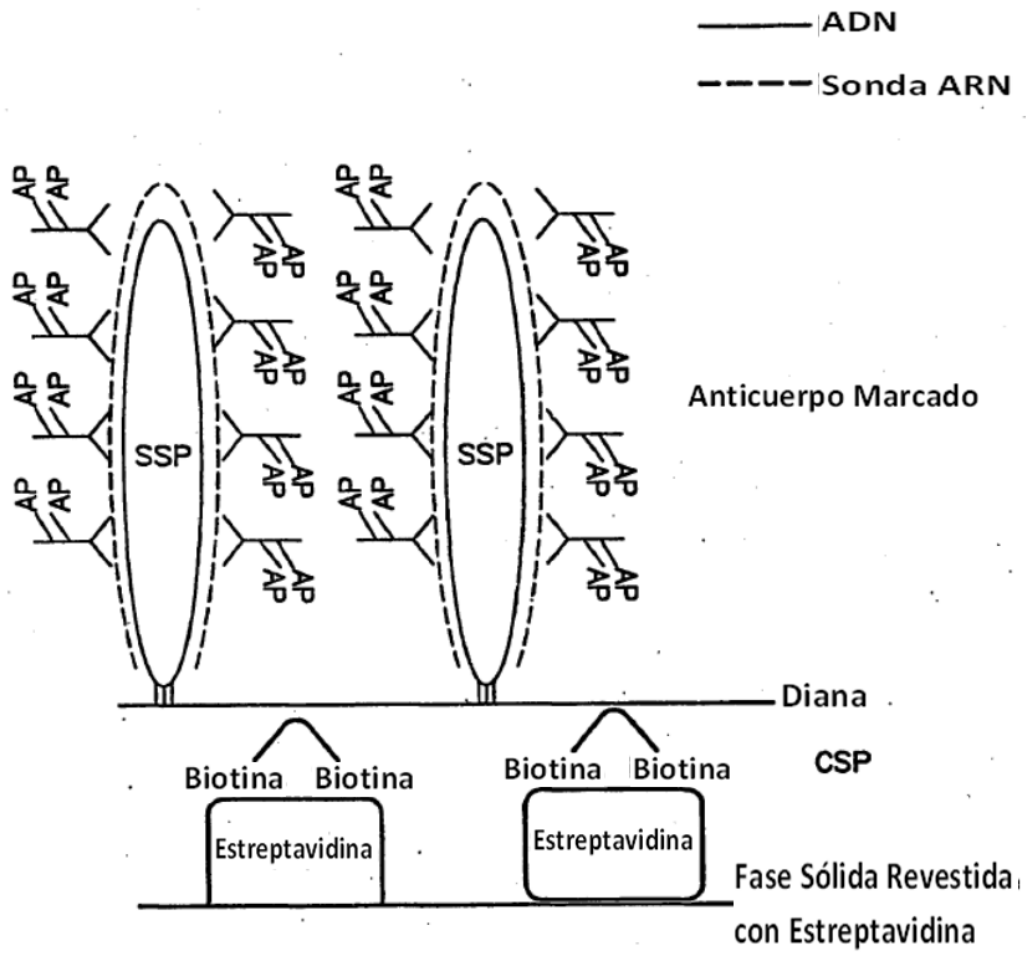 ADN
Sonda ARN
AP AP
AP AP
AP AP
AP AP
AP AP
AP AP
AP AP
AP AP
Anticuerpo Marcado
AP AP
AP AP
AP AP
AP AP
SSP
SSP
AP AP
AP AP
AP AP
AP AP
Diana
Biotina Biotina
Biotina Biotina
CSP
Estreptavidina
Estreptavidina
Fase Sólida Revestida
con Estreptavidina